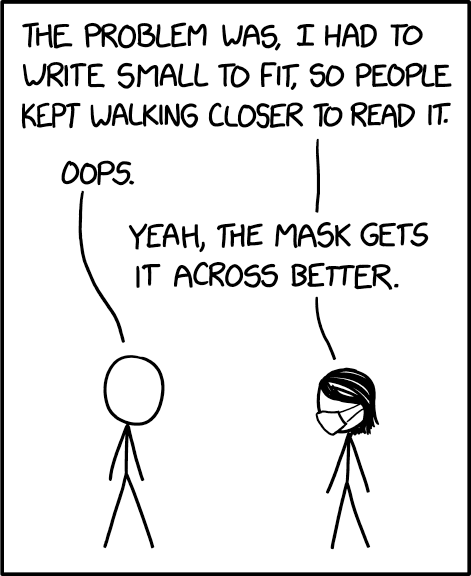 THE PROBLEM WAS, I HAD TO
WRITE SMALL TO FIT, SO PEOPLE
KEPT WALKING CLOSER TO READ IT.
OOPS.
YEAH, THE MASK GETS
IT ACROSS BETTER.